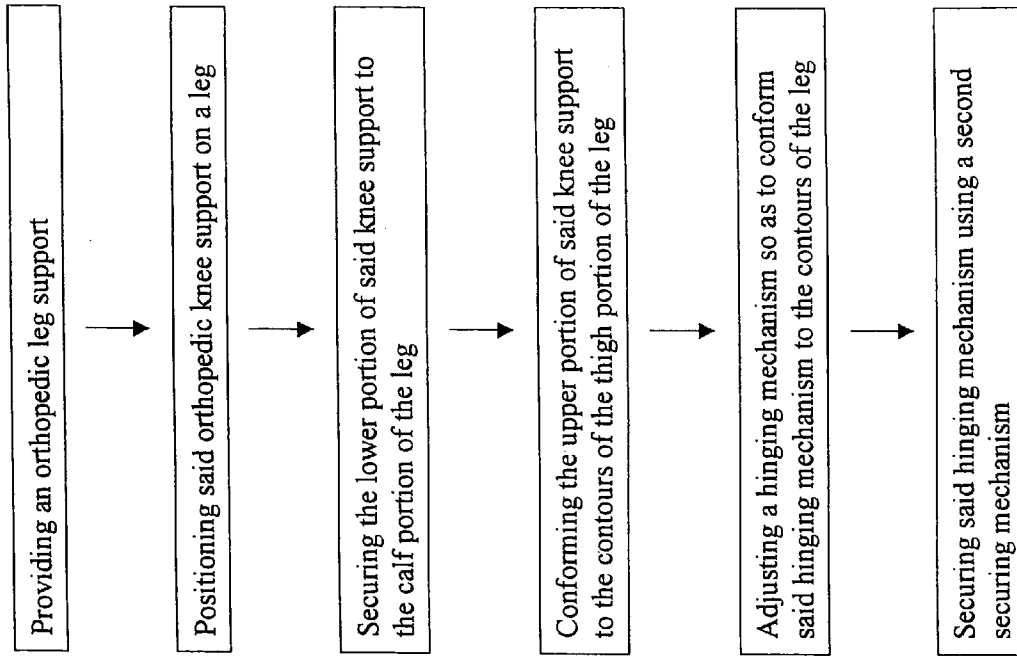 Providing an orthopedic leg support
Positioning said orthopedic knee support on a leg
Securing the lower portion of said knee support to
the calf portion of the leg
Conforming the upper portion of said knee support
to the contours of the thigh portion of the leg
Adjusting a hinging mechanism so as to conform
said hinging mechanism to the contours of the leg
Securing said hinging mechanism using a second
securing mechanism